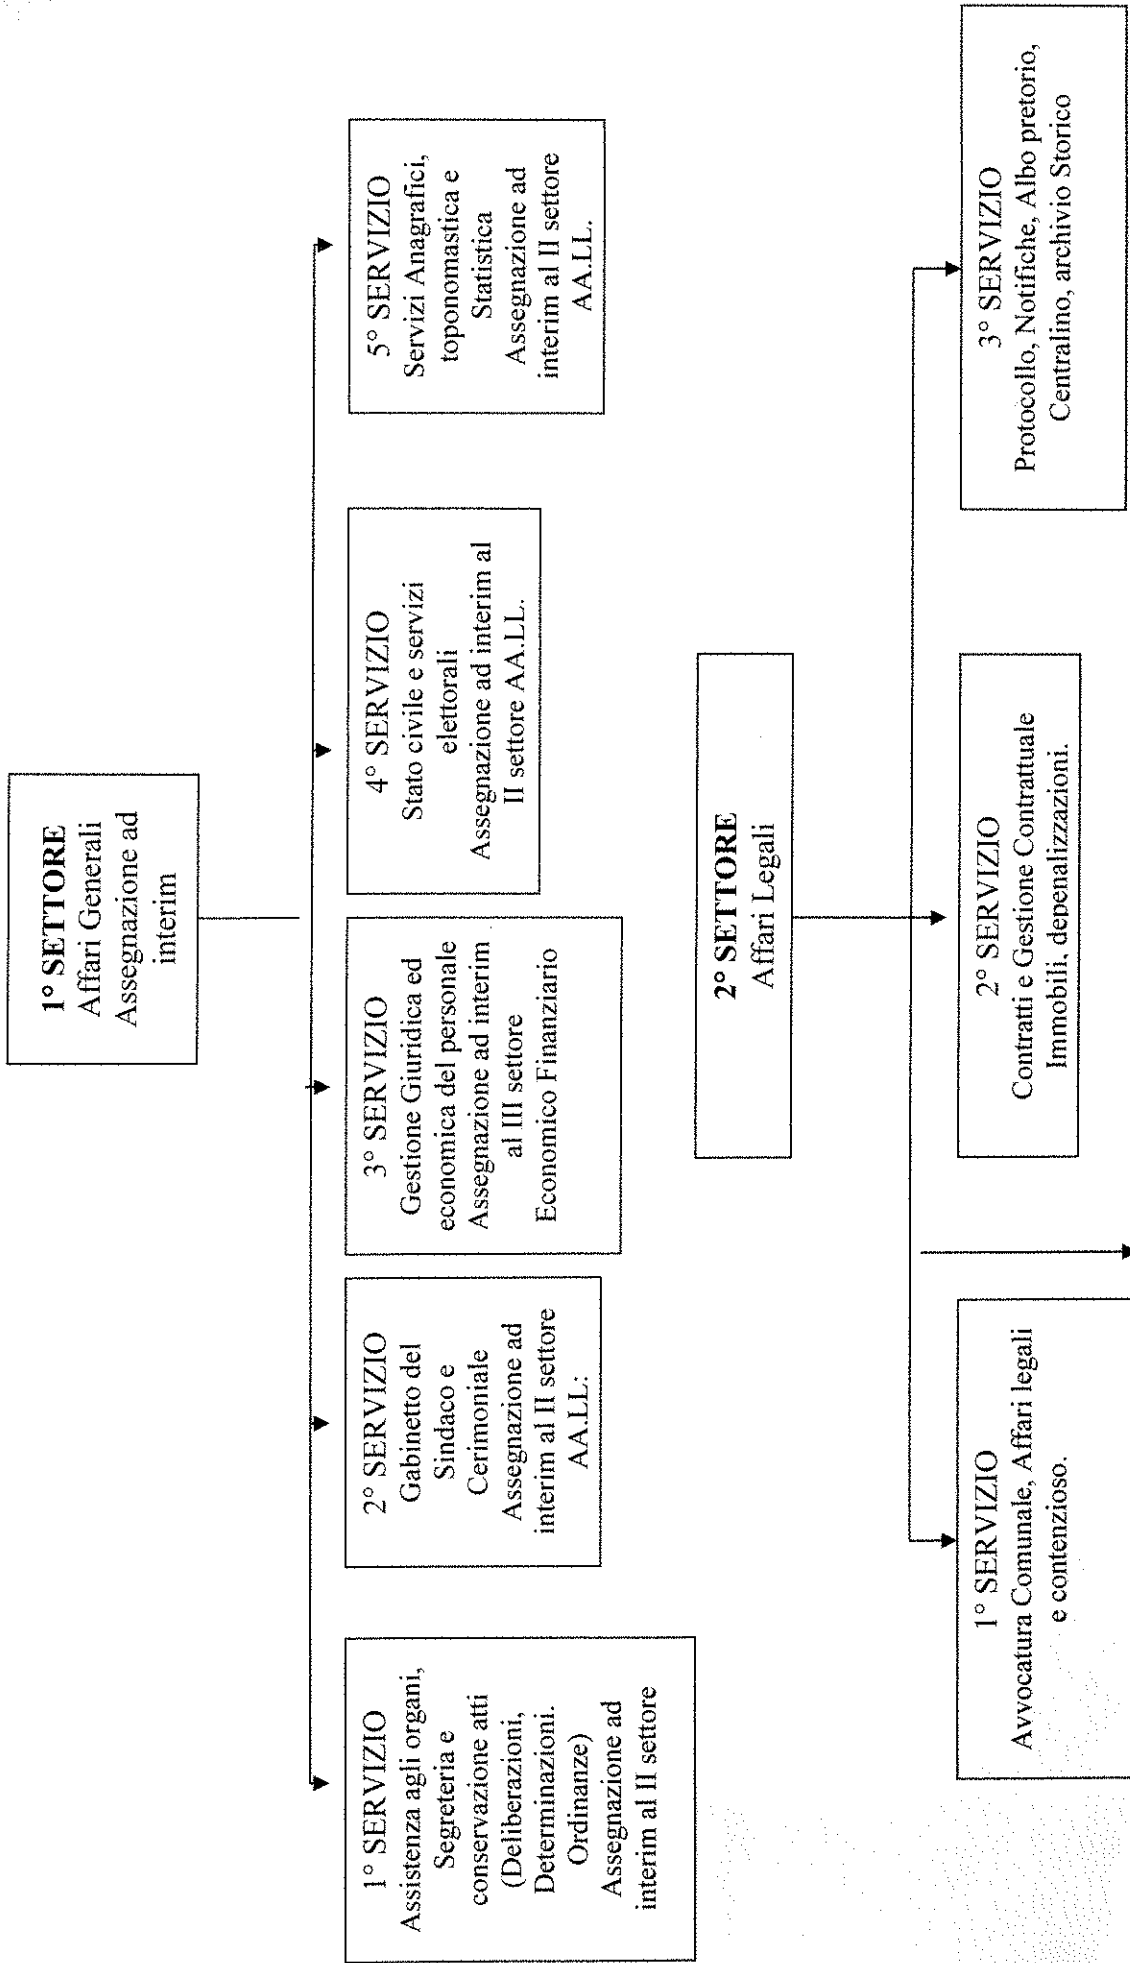 1° SETTORE
Affari Generali
Assegnazione ad
interim
1° SERVIZIO
Assistenza agli organi,
Segreteria e
conservazione atti
(Deliberazioni,
Determinazioni.
Ordinanze)
Assegnazione ad
interim al II settore
2° SERVIZIO
Gabinetto del
Sindaco e
Cerimoniale
Assegnazione ad
interim al II settore
AA.LL:
3° SERVIZIO
Gestione Giuridica ed
economica del personale
Assegnazione ad interim
al III settore
Economico Finanziario
4° SERVIZIO
Stato civile e servizi
elettorali
Assegnazione ad interim al
II settore AA.LL.
5° SERVIZIO
Servizi Anagrafici,
toponomastica e
Statistica
Assegnazione ad
interim al II settore
AA.LL.
2° SETTORE
Affari Legali
1° SERVIZIO
Avvocatura Comunale, Affari legali
e contenzioso.
2° SERVIZIO
Contratti e Gestione Contrattuale
Immobili, depenalizzazioni.
3° SERVIZIO
Protocollo, Notifiche, Albo pretorio,
Centralino, archivio Storico